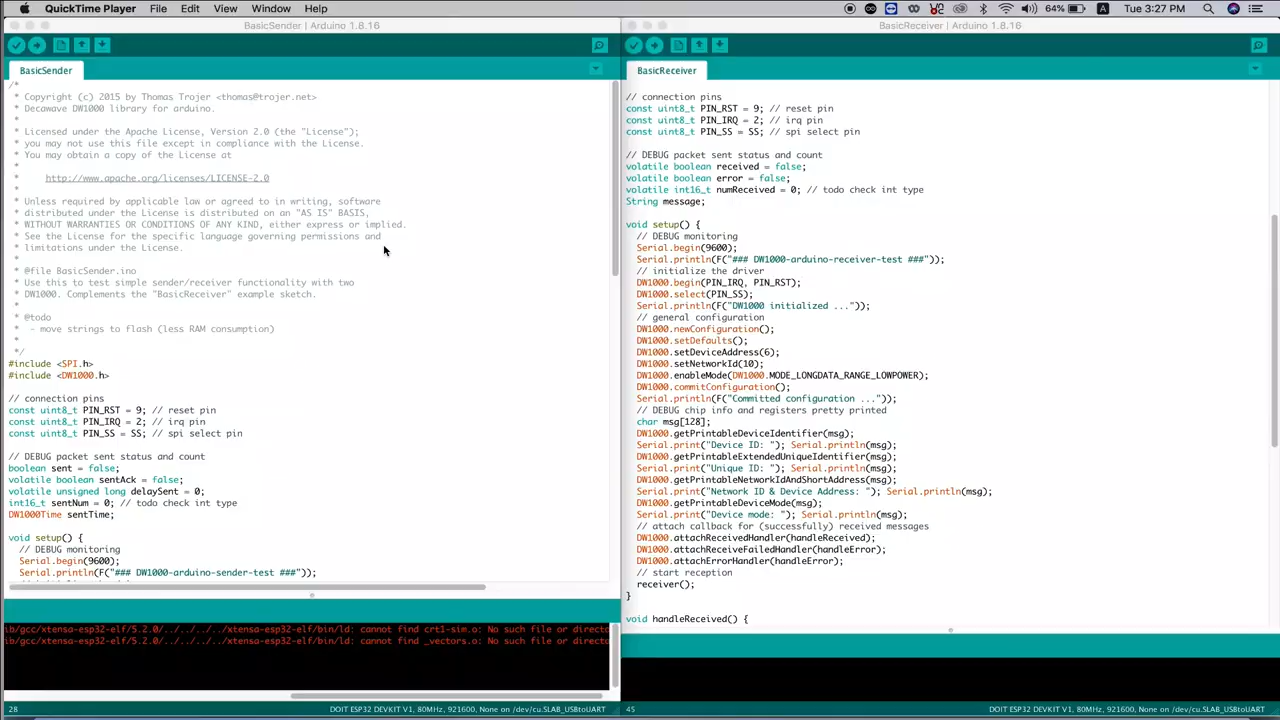 QuickTime Player File Edit View Window Help
64% A Tue 3:27 PM
BasicSender | Arduino 1.8.16
BasicSender
/*
* Copyright (c) 2015 by Thomas Trojer <thomas@trojer.net>
* Decawave DW1000 library for arduino.
*
* Licensed under the Apache License, Version 2.0 (the "License");
* you may not use this file except in compliance with the License.
* You may obtain a copy of the License at
*
* http://www.apache.org/licenses/LICENSE-2.0
*
* Unless required by applicable law or agreed to in writing, software
* distributed under the License is distributed on an "AS IS" BASIS,
* WITHOUT WARRANTIES OR CONDITIONS OF ANY KIND, either express or implied.
* See the License for the specific language governing permissions and
* limitations under the License.
*
* @file BasicSender.ino
* Use this to test simple sender/receiver functionality with two
* DW1000. Complements the "BasicReceiver" example sketch.
*
* @todo
* - move strings to flash (less RAM consumption)
*
*/
#include <SPI.h>
#include <DW1000.h>
// connection pins
const uint8_t PIN_RST = 9; // reset pin
const uint8_t PIN_IRQ = 2; // irq pin
const uint8_t PIN_SS = SS; // spi select pin
// DEBUG packet sent status and count
boolean sent = false;
volatile boolean sentAck = false;
volatile unsigned long delaySent = 0;
int16_t sentNum = 0; // todo check int type
DW1000Time sentTime;
void setup() {
// DEBUG monitoring
Serial.begin(9600);
Serial.println(F("### DW1000-arduino-sender-test ###"));
ib/gcc/xtensa-esp32-elf/5.2.0/../../../../xtensa-esp32-elf/bin/ld: cannot find crt1-sim.o: No such file or directo
ib/gcc/xtensa-esp32-elf/5.2.0/../../../../xtensa-esp32-elf/bin/ld: cannot find _vectors.o: No such file or directo
28
DOIT ESP32 DEVKIT V1, 80MHz, 921600, None on /dev/cu.SLAB_USBtoUART
BasicReceiver | Arduino 1.8.16
BasicReceiver
// connection pins
const uint8_t PIN_RST = 9; // reset pin
const uint8_t PIN_IRQ = 2; // irq pin
const uint8_t PIN_SS = SS; // spi select pin
// DEBUG packet sent status and count
volatile boolean received = false;
volatile boolean error = false;
volatile int16_t numReceived = 0; // todo check int type
String message;
void setup() {
// DEBUG monitoring
Serial.begin(9600);
Serial.println(F("### DW1000-arduino-receiver-test ###"));
// initialize the driver
DW1000.begin(PIN_IRQ, PIN_RST);
DW1000.select(PIN_SS);
Serial.println(F("DW1000 initialized ..."));
// general configuration
DW1000.newConfiguration();
DW1000.setDefaults();
DW1000.setDeviceAddress(6);
DW1000.setNetworkId(10);
DW1000.enableMode(DW1000.MODE_LONGDATA_RANGE_LOWPOWER);
DW1000.commitConfiguration();
Serial.println(F("Committed configuration ..."));
// DEBUG chip info and registers pretty printed
char msg[128];
DW1000.getPrintableDeviceIdentifier(msg);
Serial.print("Device ID: "); Serial.println(msg);
DW1000.getPrintableExtendedUniqueIdentifier(msg);
Serial.print("Unique ID: "); Serial.println(msg);
DW1000.getPrintableNetworkIdAndShortAddress(msg);
Serial.print("Network ID & Device Address: "); Serial.println(msg);
DW1000.getPrintableDeviceMode(msg);
Serial.print("Device mode: "); Serial.println(msg);
// attach callback for (successfully) received messages
DW1000.attachReceivedHandler(handleReceived);
DW1000.attachReceiveFailedHandler(handleError);
DW1000.attachErrorHandler(handleError);
// start reception
receiver();
}
void handleReceived() {
45
DOIT ESP32 DEVKIT V1, 80MHz, 921600, None on /dev/cu.SLAB_USBtoUART